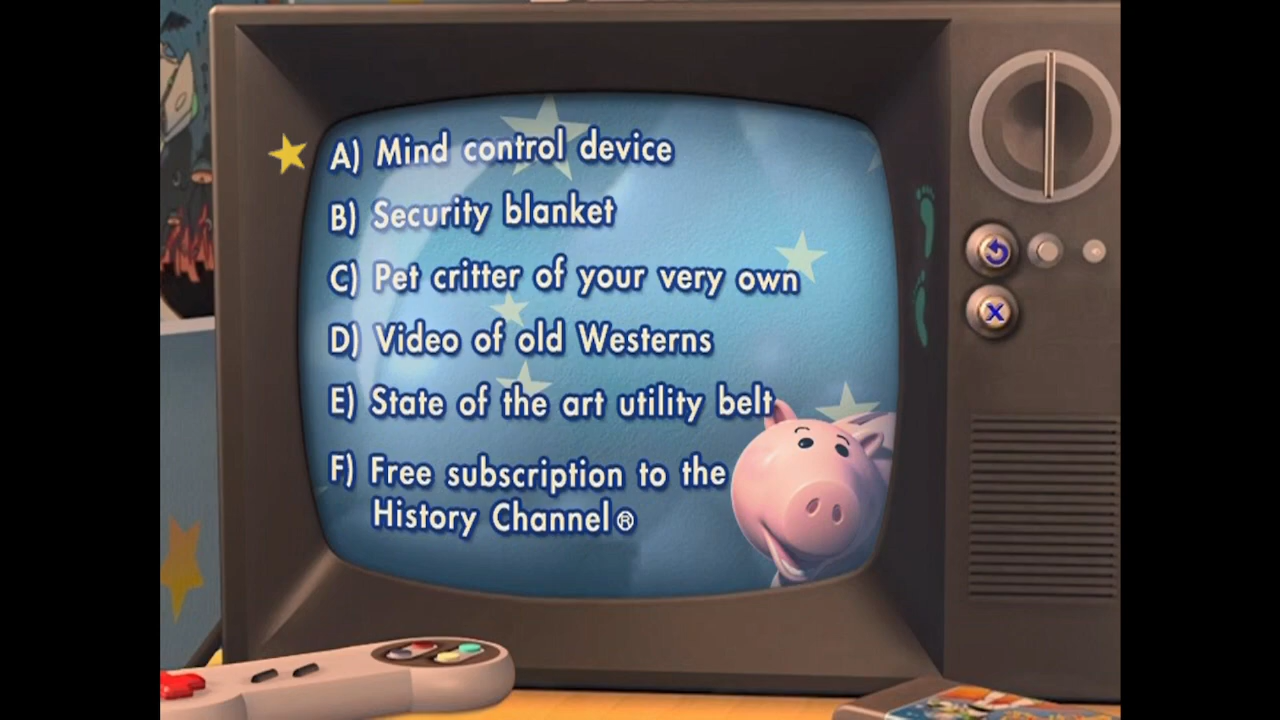 A) Mind control device
B) Security blanket
C) Pet critter of your very own
D) Video of old Westerns
E) State of the art utility belt
F) Free subscription to the
History Channel®
X